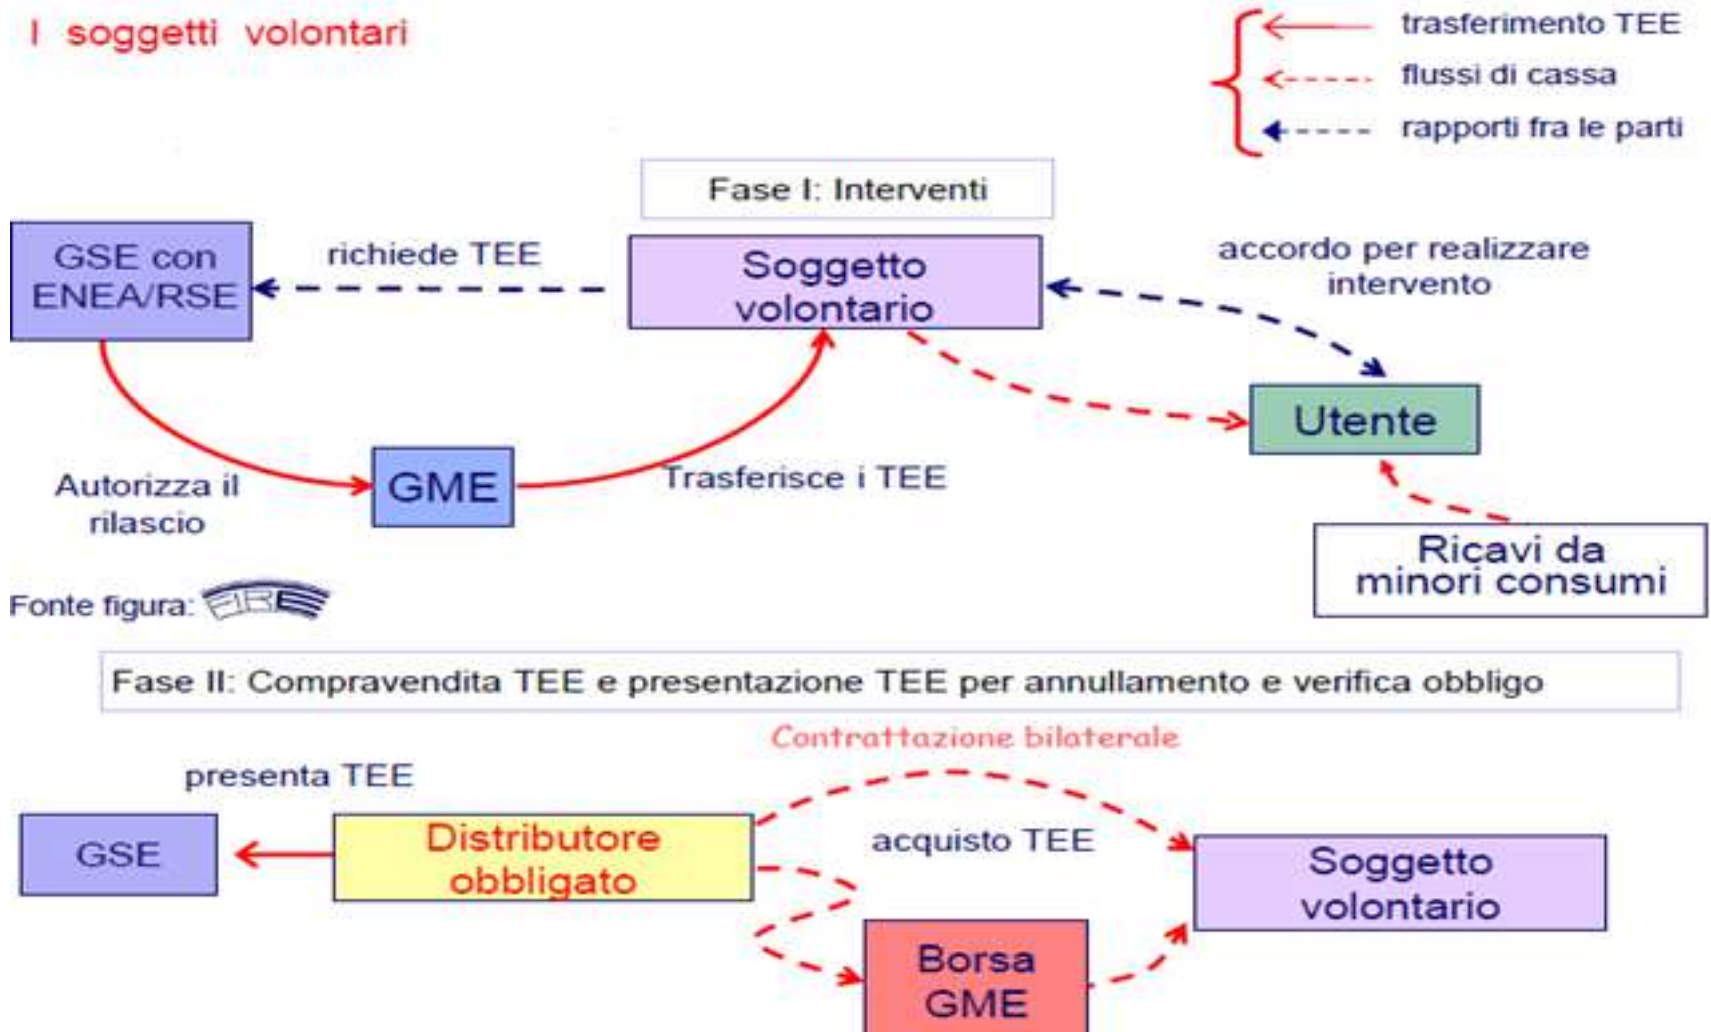 I soggetti volontari
trasferimento TEE
flussi di cassa
rapporti fra le parti
Fase I: Interventi
GSE con
ENEA/RSE
richiede TEE
Soggetto
volontario
accordo per realizzare
intervento
Utente
Autorizza il
rilascio
GME
Trasferisce i TEE
Ricavi da
minori consumi
Fonte figura: FIRE
Fase II: Compravendita TEE e presentazione TEE per annullamento e verifica obbligo
Contrattazione bilaterale
presenta TEE
GSE
Distributore
obbligato
acquisto TEE
Soggetto
volontario
Borsa
GME